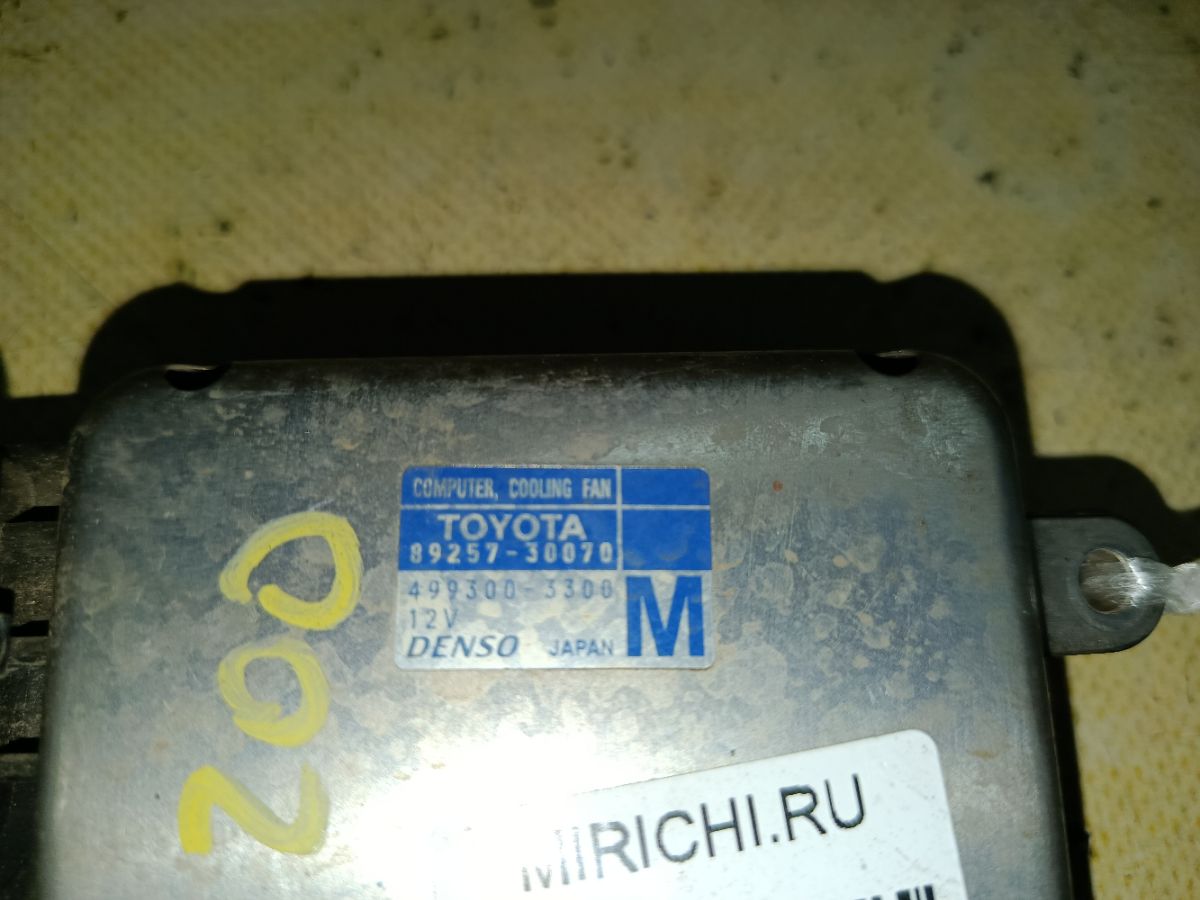 COMPUTER, COOLING FAN
TOYOTA
89257-30070
499300-3300
12V
DENSO JAPAN
M
200
MIRICHI.RU